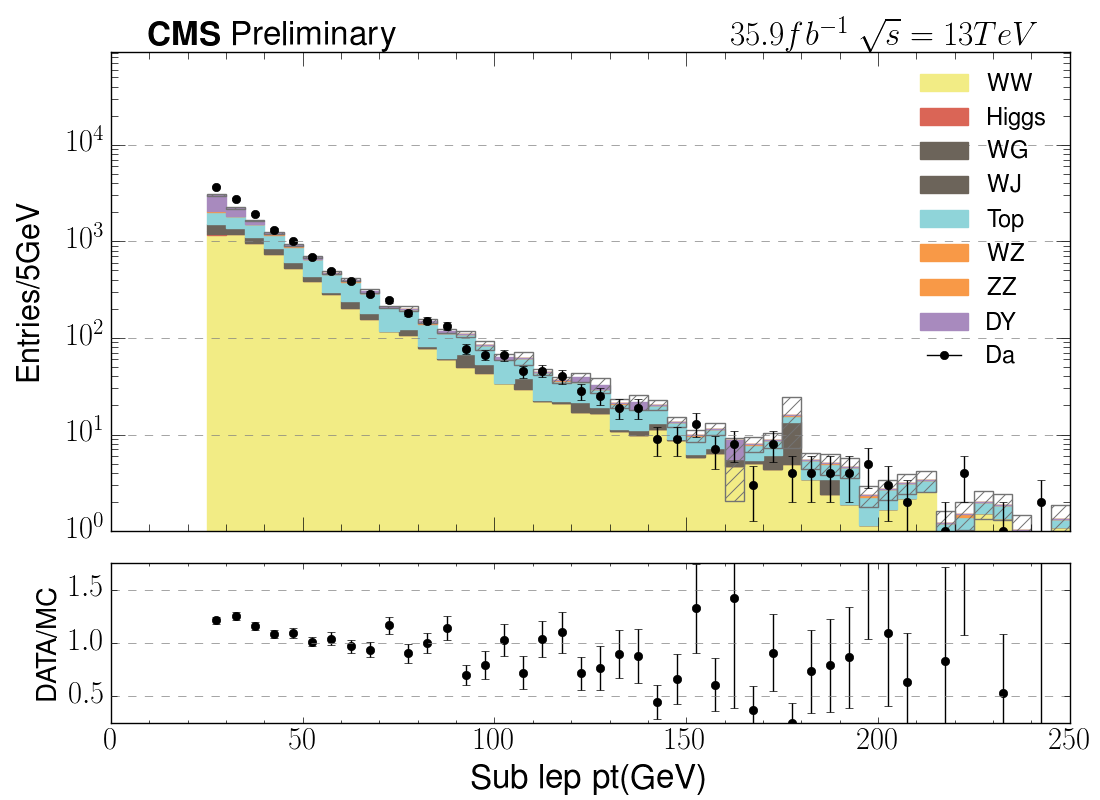 CMS Preliminary 35.9fb⁻¹ √s = 13TeV
WW
Higgs
WG
WJ
Top
WZ
ZZ
DY
Da
Entries/5GeV
10⁴
10³
10²
10¹
10⁰
DATA/MC
1.5
1.0
0.5
0 50 100 150 200 250
Sub lep pt(GeV)